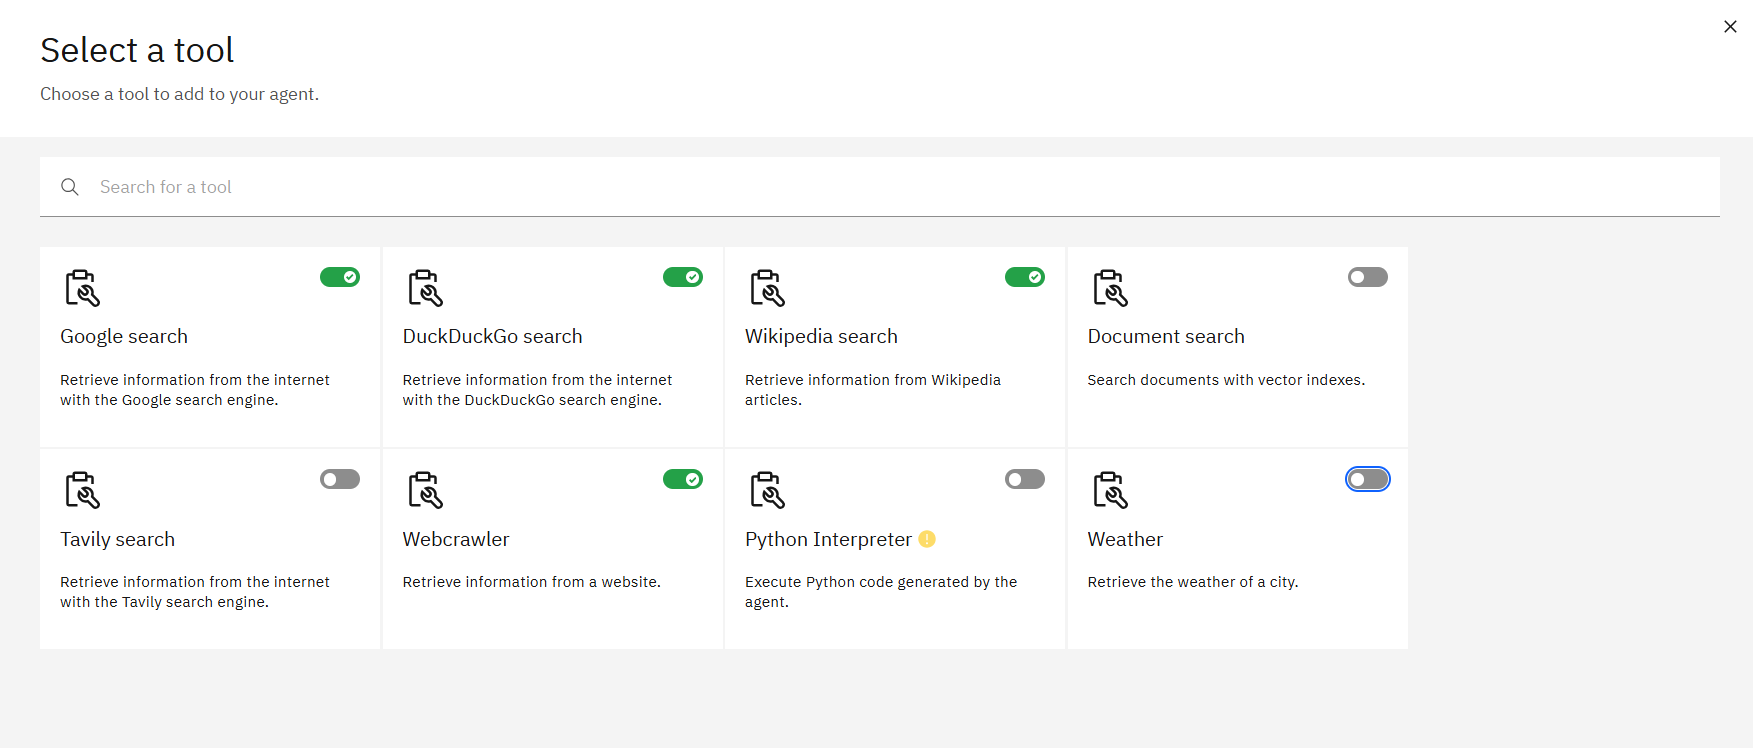 Select a tool
Choose a tool to add to your agent.
Search for a tool
Google search
Retrieve information from the internet
with the Google search engine.
DuckDuckGo search
Retrieve information from the internet
with the DuckDuckGo search engine.
Wikipedia search
Retrieve information from Wikipedia
articles.
Document search
Search documents with vector indexes.
Tavily search
Retrieve information from the internet
with the Tavily search engine.
Webcrawler
Retrieve information from a website.
Python Interpreter
Execute Python code generated by the
agent.
Weather
Retrieve the weather of a city.